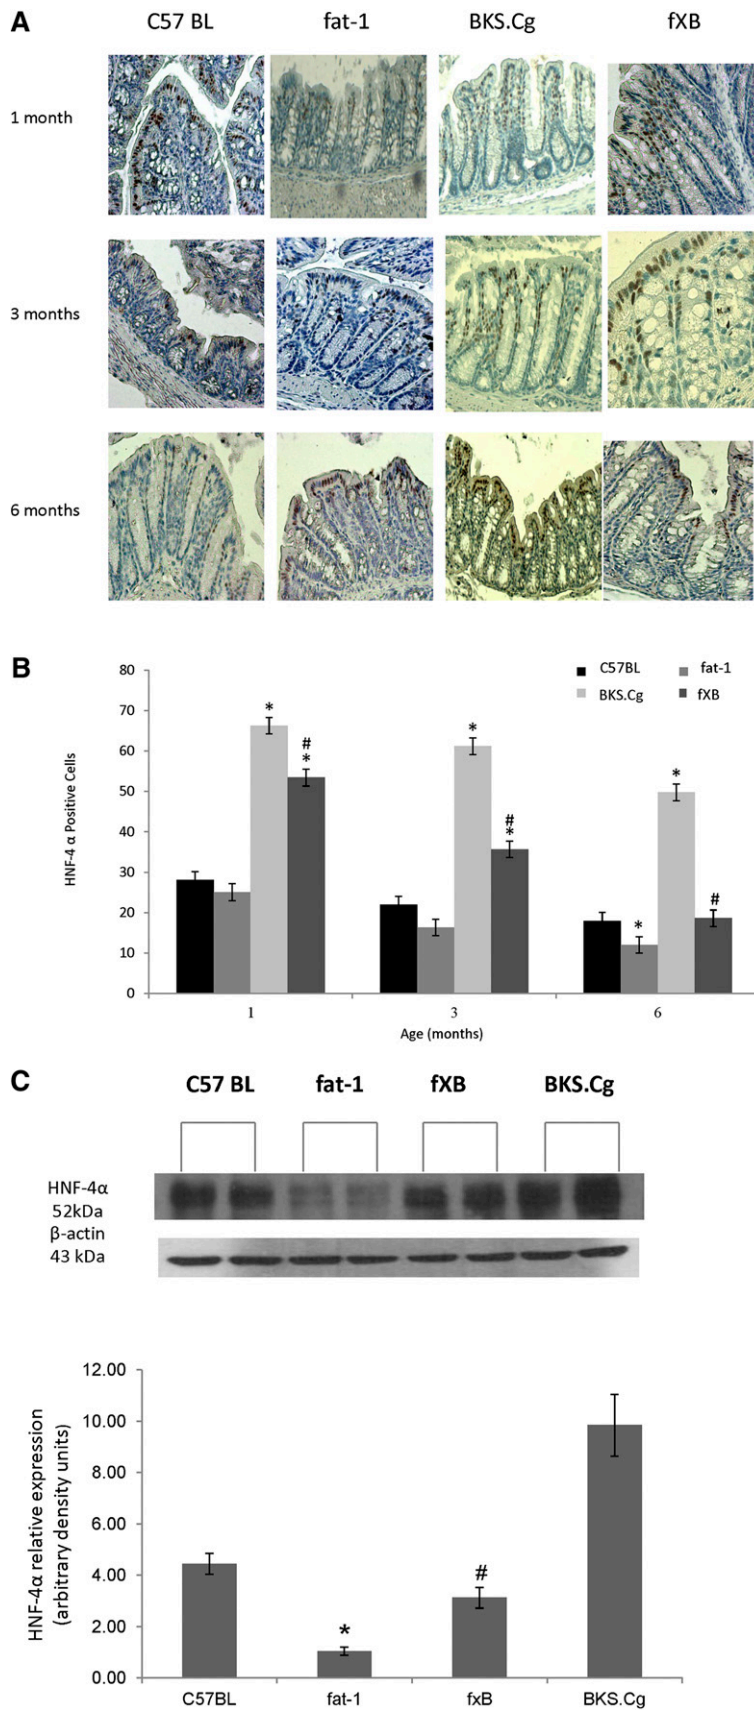 A
C57 BL fat-1 BKS.Cg fXB
1 month
3 months
6 months
B
HNF-4 α Positive Cells
80
70
60
50
40
30
20
10
0
C57BL fat-1
BKS.Cg fXB
* # * * # * * * #
1 3 6
Age (months)
C
C57 BL fat-1 fXB BKS.Cg
HNF-4α
52kDa
β-actin
43 kDa
HNF-4α relative expression
(arbitrary density units)
12.00
10.00
8.00
6.00
4.00
2.00
0.00
* #
C57BL fat-1 fxB BKS.Cg